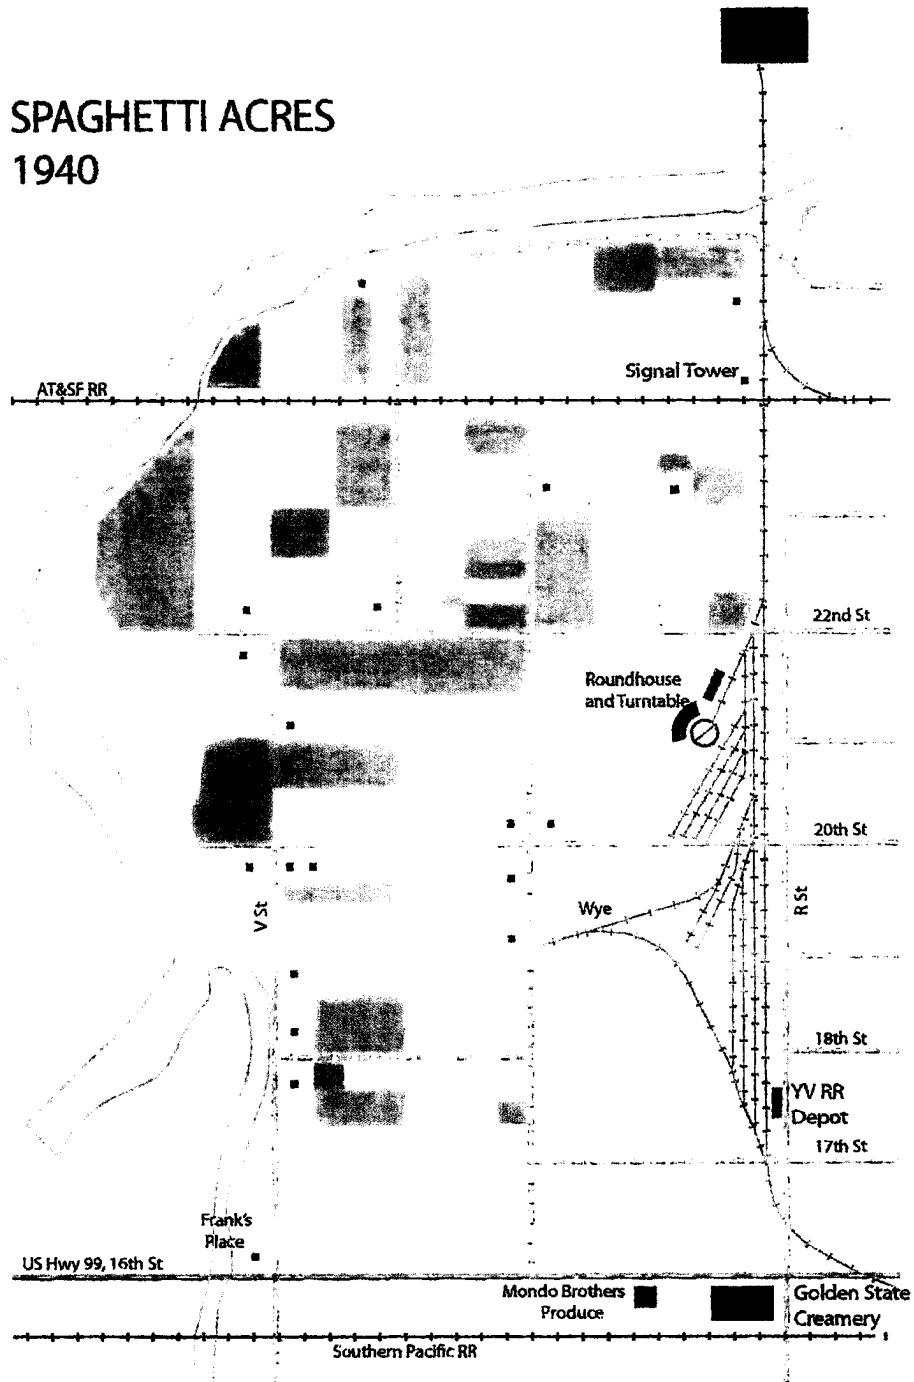 SPAGHETTI ACRES
1940
Signal Tower
AT&SF RR
22nd St
Roundhouse
and Turntable
20th St
V St
Wye
R St
18th St
YV RR
Depot
17th St
Frank's
Place
US Hwy 99, 16th St
Mondo Brothers
Produce
Golden State
Creamery
Southern Pacific RR